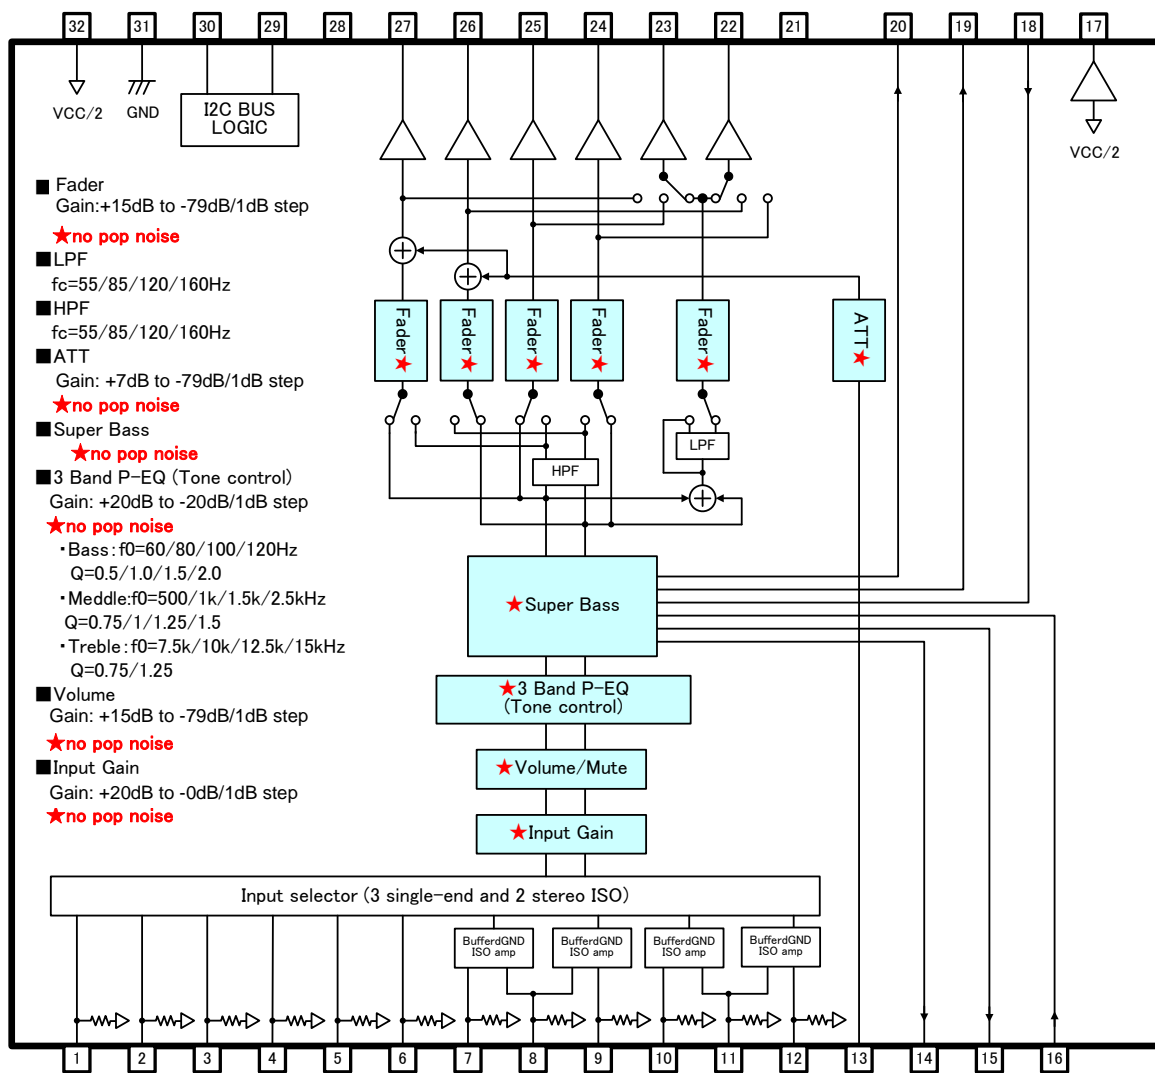 32 31 30 29 28 27 26 25 24 23 22 21 20 19 18 17
VCC/2
GND
I2C BUS
LOGIC
VCC/2
■ Fader
Gain:+15dB to -79dB/1dB step
★no pop noise
■LPF
fc=55/85/120/160Hz
■HPF
fc=55/85/120/160Hz
■ATT
Gain: +7dB to -79dB/1dB step
★no pop noise
■Super Bass
★no pop noise
■3 Band P-EQ (Tone control)
Gain: +20dB to -20dB/1dB step
★no pop noise
・Bass:f0=60/80/100/120Hz
Q=0.5/1.0/1.5/2.0
・Meddle:f0=500/1k/1.5k/2.5kHz
Q=0.75/1/1.25/1.5
・Treble:f0=7.5k/10k/12.5k/15kHz
Q=0.75/1.25
■Volume
Gain: +15dB to -79dB/1dB step
★no pop noise
■Input Gain
Gain: +20dB to -0dB/1dB step
★no pop noise
Fader★
Fader★
Fader★
Fader★
Fader★
ATT★
HPF
LPF
★Super Bass
★3 Band P-EQ
(Tone control)
★Volume/Mute
★Input Gain
Input selector (3 single-end and 2 stereo ISO)
BufferdGND
ISO amp
BufferdGND
ISO amp
BufferdGND
ISO amp
BufferdGND
ISO amp
1 2 3 4 5 6 7 8 9 10 11 12 13 14 15 16